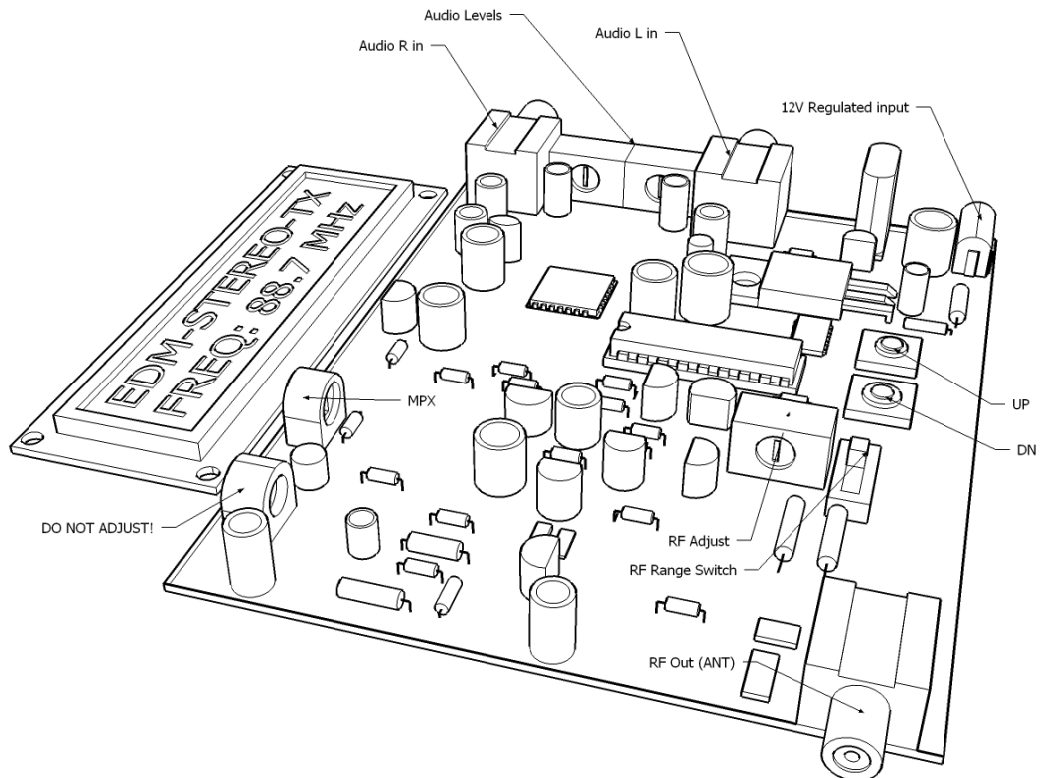 Audio Levels
Audio R in
Audio L in
12V Regulated input
EDM-STEREO-TX
FREQ: 88.7 MHz
MPX
UP
DN
DO NOT ADJUST!
RF Adjust
RF Range Switch
RF Out (ANT)